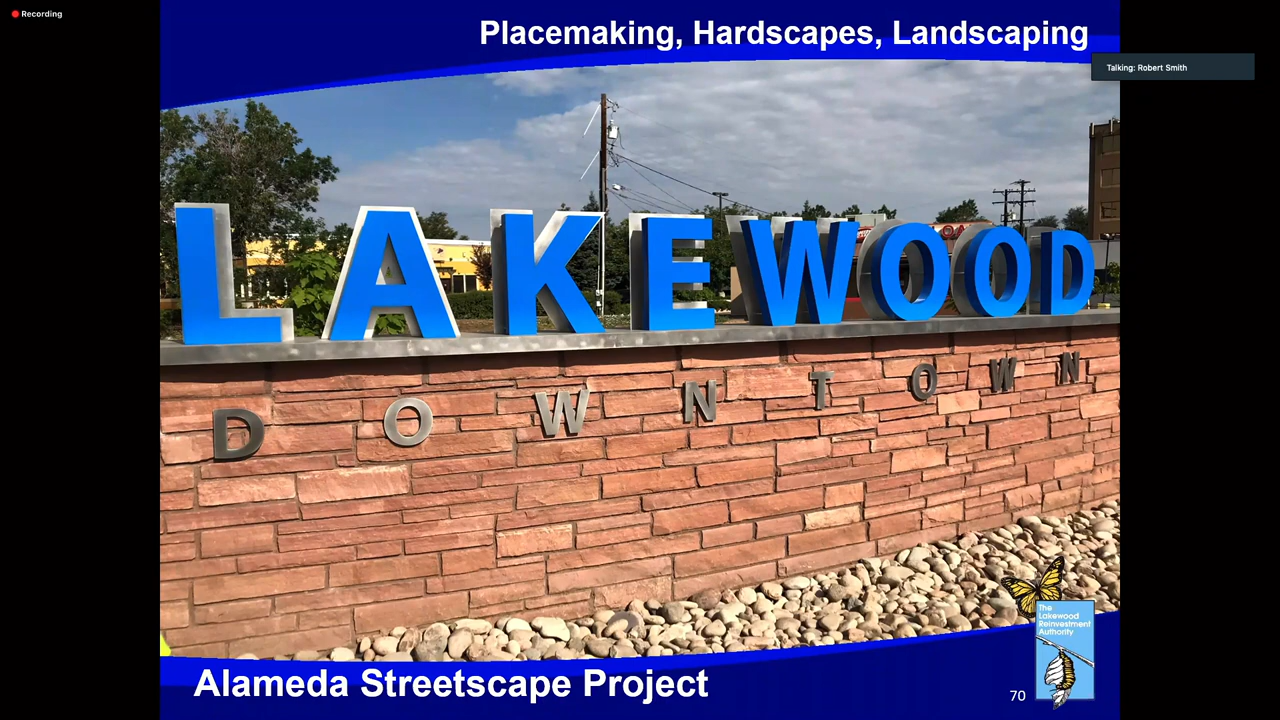 Recording
Placemaking, Hardscapes, Landscaping
Talking: Robert Smith
LAKEWOOD
DOWNTOWN
The
Lakewood
Reinvestment
Authority
Alameda Streetscape Project
70